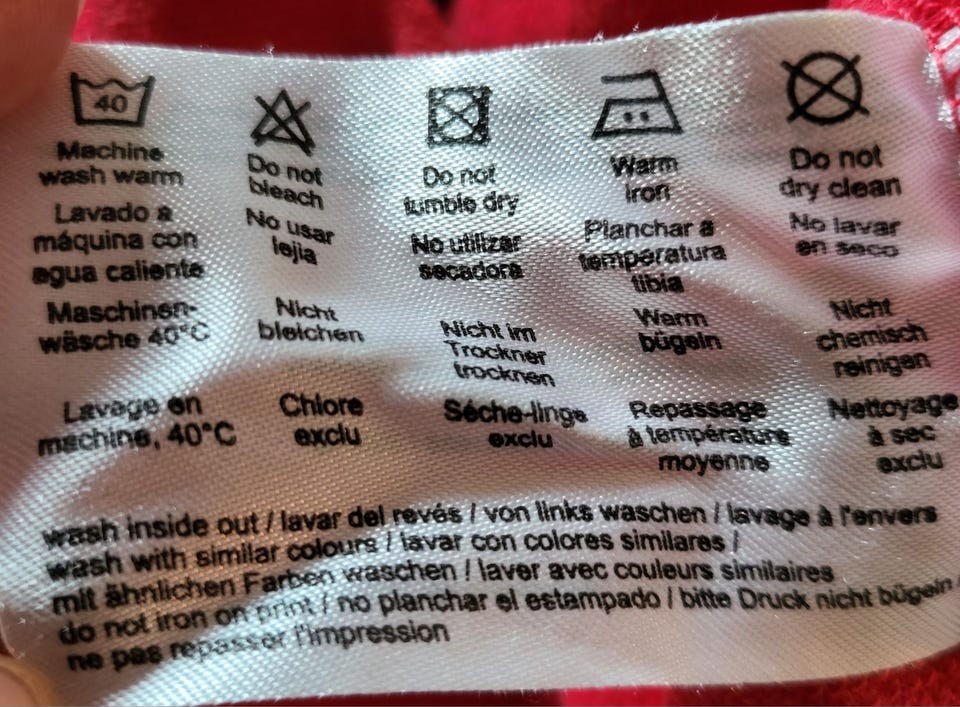 40
Machine
wash warm
Lavado a
máquina con
agua caliente
Maschinen-
wäsche 40°C
Lavage en
machine, 40°C
Do not
bleach
No usar
lejia
Nicht
bleichen
Chlore
exclu
Do not
tumble dry
No utilizar
secadora
Nicht im
Trockner
trocknen
Séche-linge
exclu
Warm
iron
Planchar a
temperatura
tibia
Warm
bügeln
Repassage
à température
moyenne
Do not
dry clean
No lavar
en seco
Nicht
chemisch
reinigen
Nettoyage
à sec
exclu
wash inside out / lavar del revés / von links waschen / lavage à l'envers
wash with similar colours / lavar con colores similares /
mit ähnlichen Farben waschen / laver avec couleurs similaires
do not iron on print / no planchar el estampado / bitte Druck nicht bügeln /
ne pas repasser l'impression